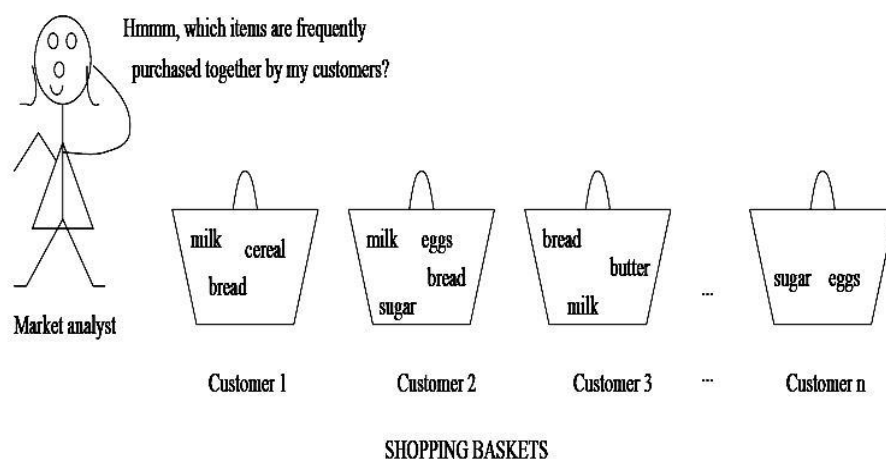 Hmmm, which items are frequently
purchased together by my customers?
milk
cereal
bread
milk eggs
bread
sugar
bread
butter
milk
...
sugar eggs
Market analyst
Customer 1
Customer 2
Customer 3
...
Customer n
SHOPPING BASKETS